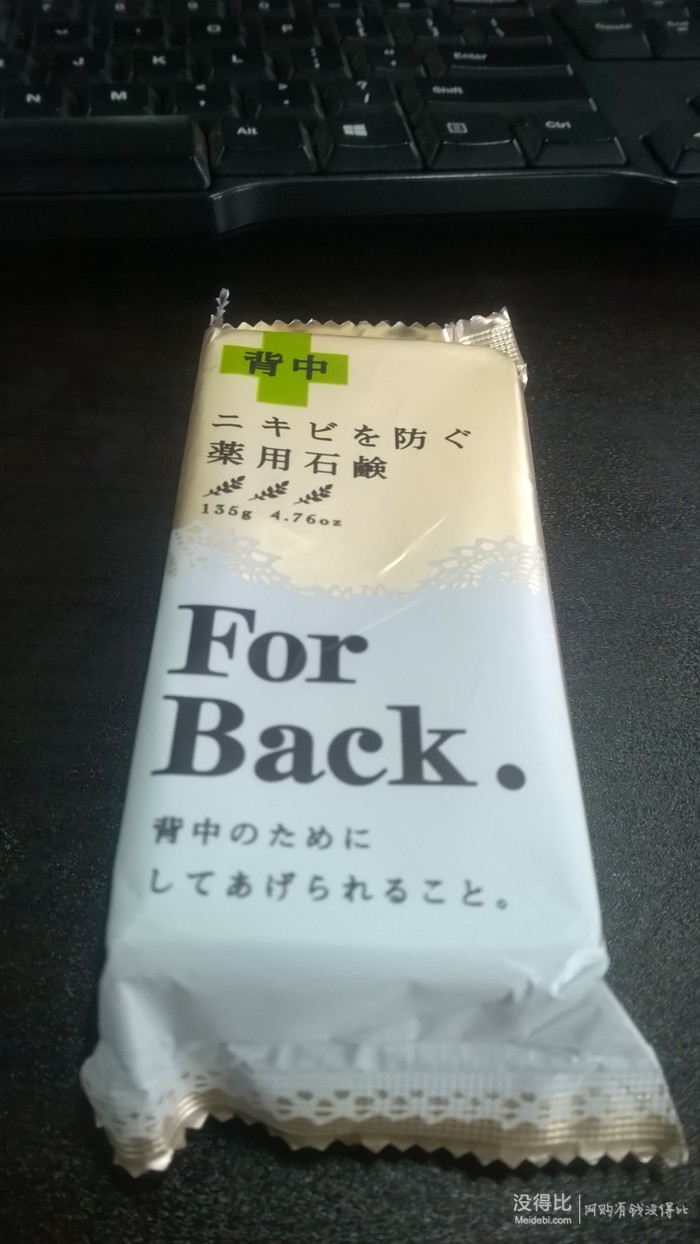 J K L Enter
N M < > ? / Shift
Alt Ctrl
背中
ニキビを防ぐ
薬用石鹸
135g 4.76oz
For
Back.
背中のために
してあげられること。
没得比
Meidebi.com
网购有钱没得比